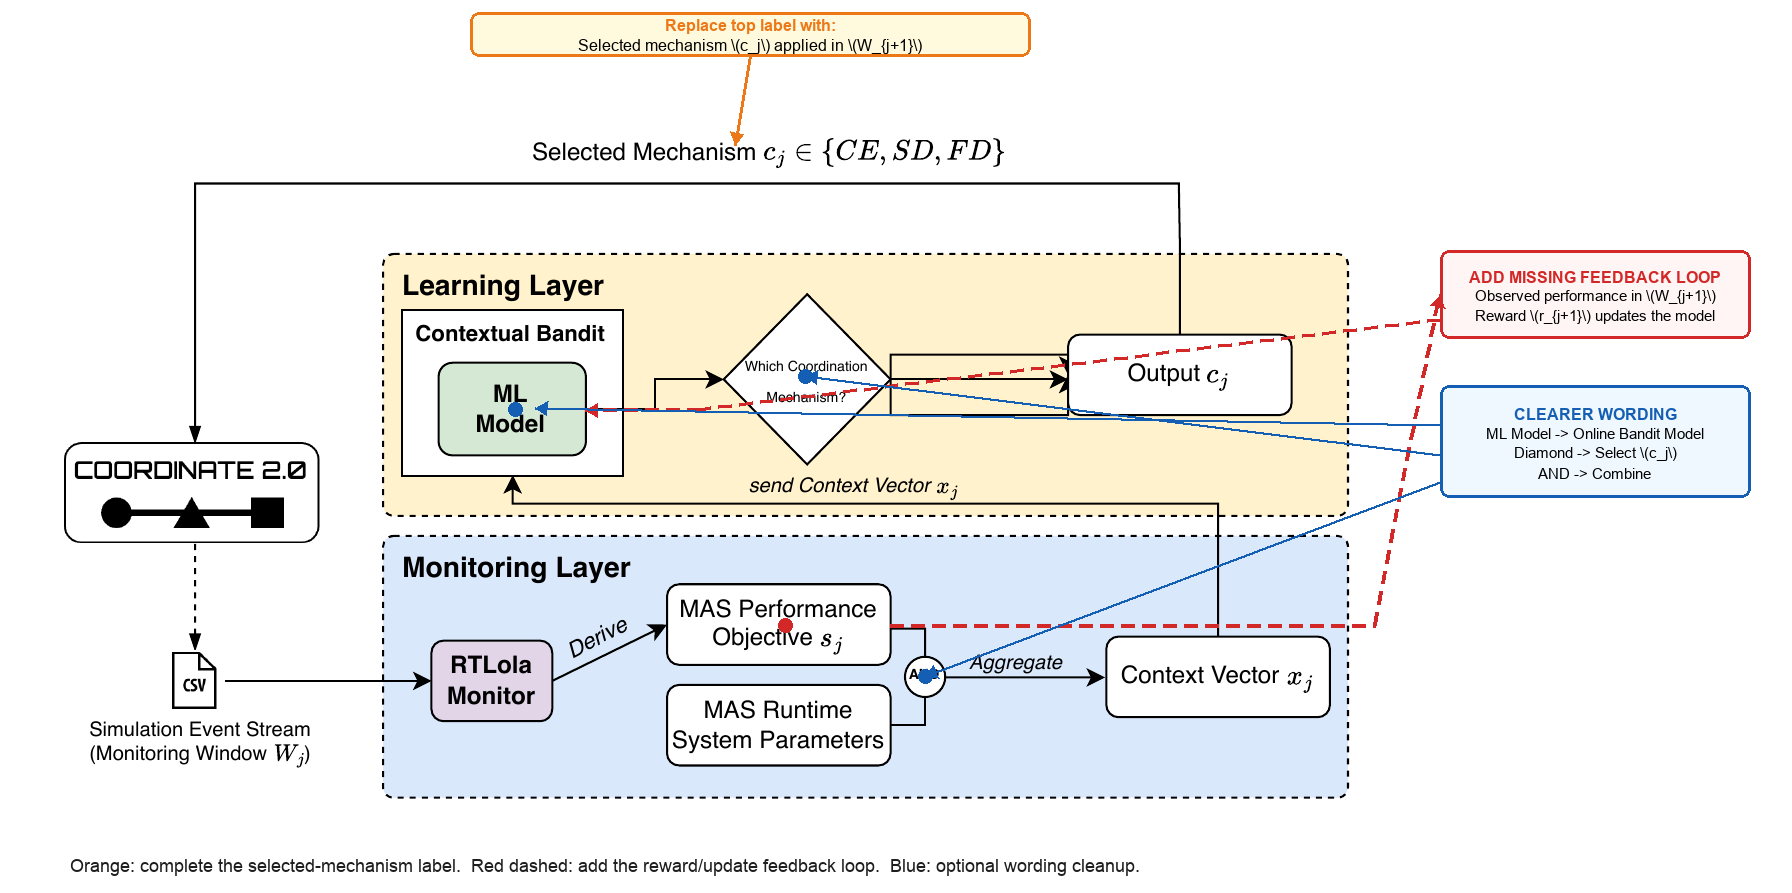 Replace top label with:
Selected mechanism \(c_j\) applied in \(W_{j+1}\)
Selected Mechanism c_j ∈ {CE, SD, FD}
Learning Layer
Contextual Bandit
ML
Model
Which Coordination
Mechanism?
Output c_j
send Context Vector x_j
ADD MISSING FEEDBACK LOOP
Observed performance in \(W_{j+1}\)
Reward \(r_{j+1}\) updates the model
CLEARER WORDING
ML Model -> Online Bandit Model
Diamond -> Select \(c_j\)
AND -> Combine
COORDINATE 2.0
Monitoring Layer
RTLola
Monitor
Derive
MAS Performance
Objective s_j
MAS Runtime
System Parameters
Aggregate
Context Vector x_j
CSV
Simulation Event Stream
(Monitoring Window W_j)
Orange: complete the selected-mechanism label. Red dashed: add the reward/update feedback loop. Blue: optional wording cleanup.